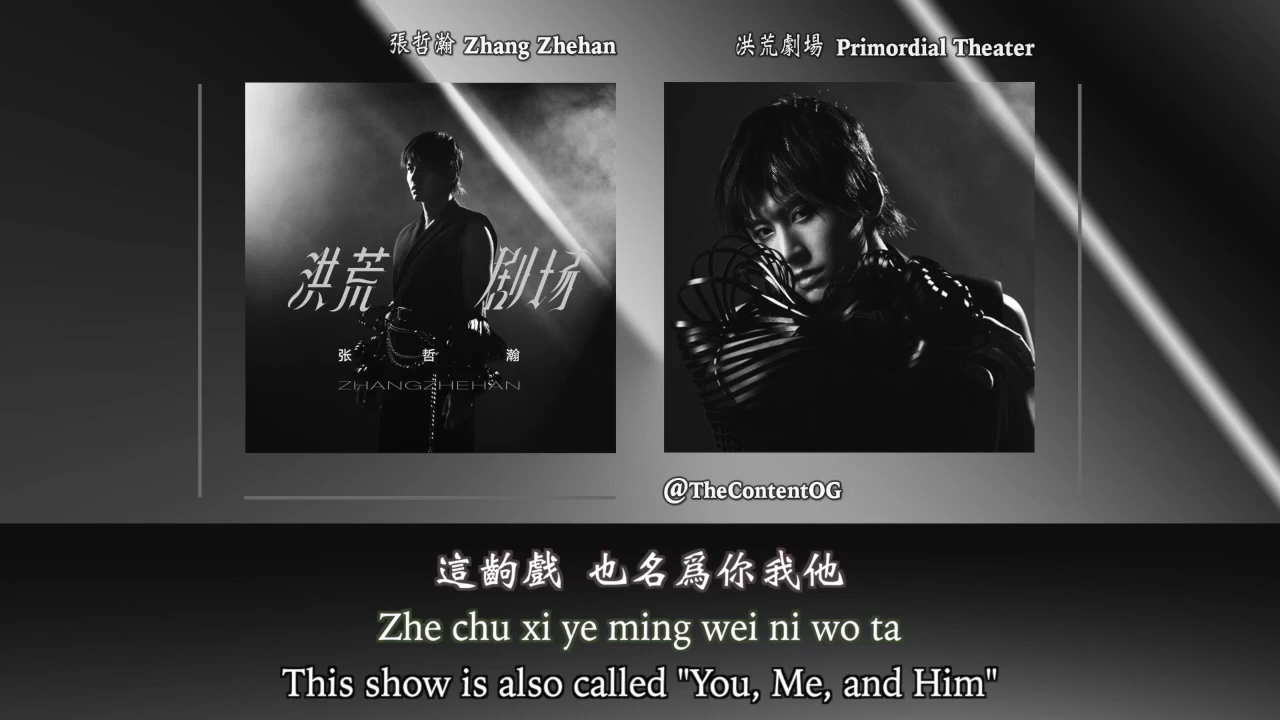 張哲瀚 Zhang Zhehan
洪荒劇場 Primordial Theater
洪荒剧场
张哲瀚
ZHANGZHEHAN
@TheContentOG
這齣戲 也名爲你我他
Zhe chu xi ye ming wei ni wo ta
This show is also called "You, Me, and Him"